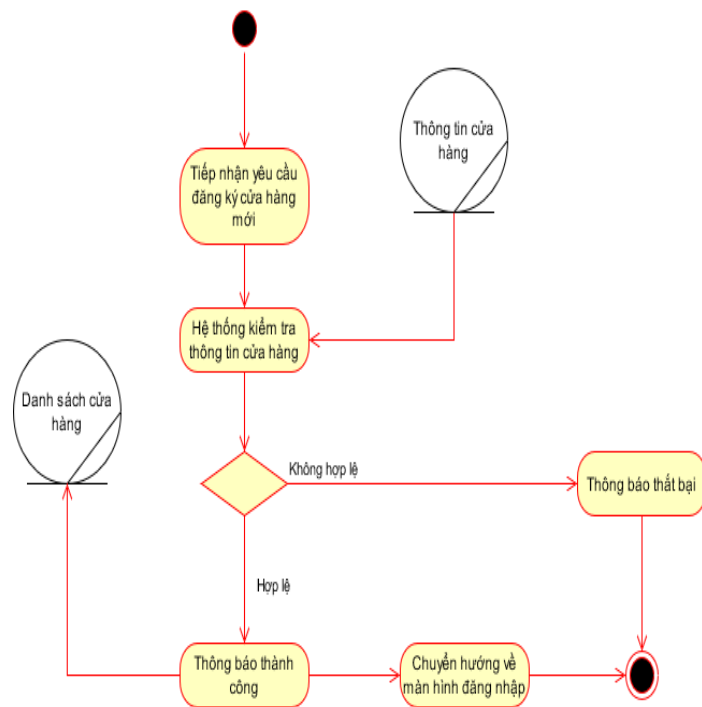 Thông tin cửa
hàng
Tiếp nhận yêu cầu
đăng ký cửa hàng
mới
Hệ thống kiểm tra
thông tin cửa hàng
Danh sách cửa
hàng
Không hợp lệ
Thông báo thất bại
Hợp lệ
Thông báo thành
công
Chuyển hướng về
màn hình đăng nhập